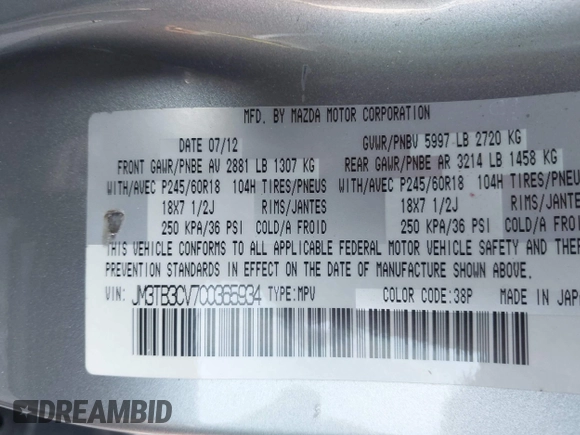 MFD. BY MAZDA MOTOR CORPORATION
DATE 07/12 GVWR/PNBV 5997 LB 2720 KG
FRONT GAWR/PNBE AV 2881 LB 1307 KG REAR GAWR/PNBE AR 3214 LB 1458 KG
WITH/AVEC P245/60R18 104H TIRES/PNEUS WITH/AVEC P245/60R18 104H TIRES/PNEUS
18X7 1/2J RIMS/JANTES 18X7 1/2J RIMS/JANTES
250 KPA/36 PSI COLD/A FROID 250 KPA/36 PSI COLD/A FROID
THIS VEHICLE CONFORMS TO ALL APPLICABLE FEDERAL MOTOR VEHICLE SAFETY AND THEF
PREVENTION STANDARDS IN EFFECT ON THE DATE OF MANUFACTURE SHOWN ABOVE.
VIN: JM3TB3CV7C0365934 TYPE:MPV COLOR CODE:38P MADE IN JAPA
DREAMBID